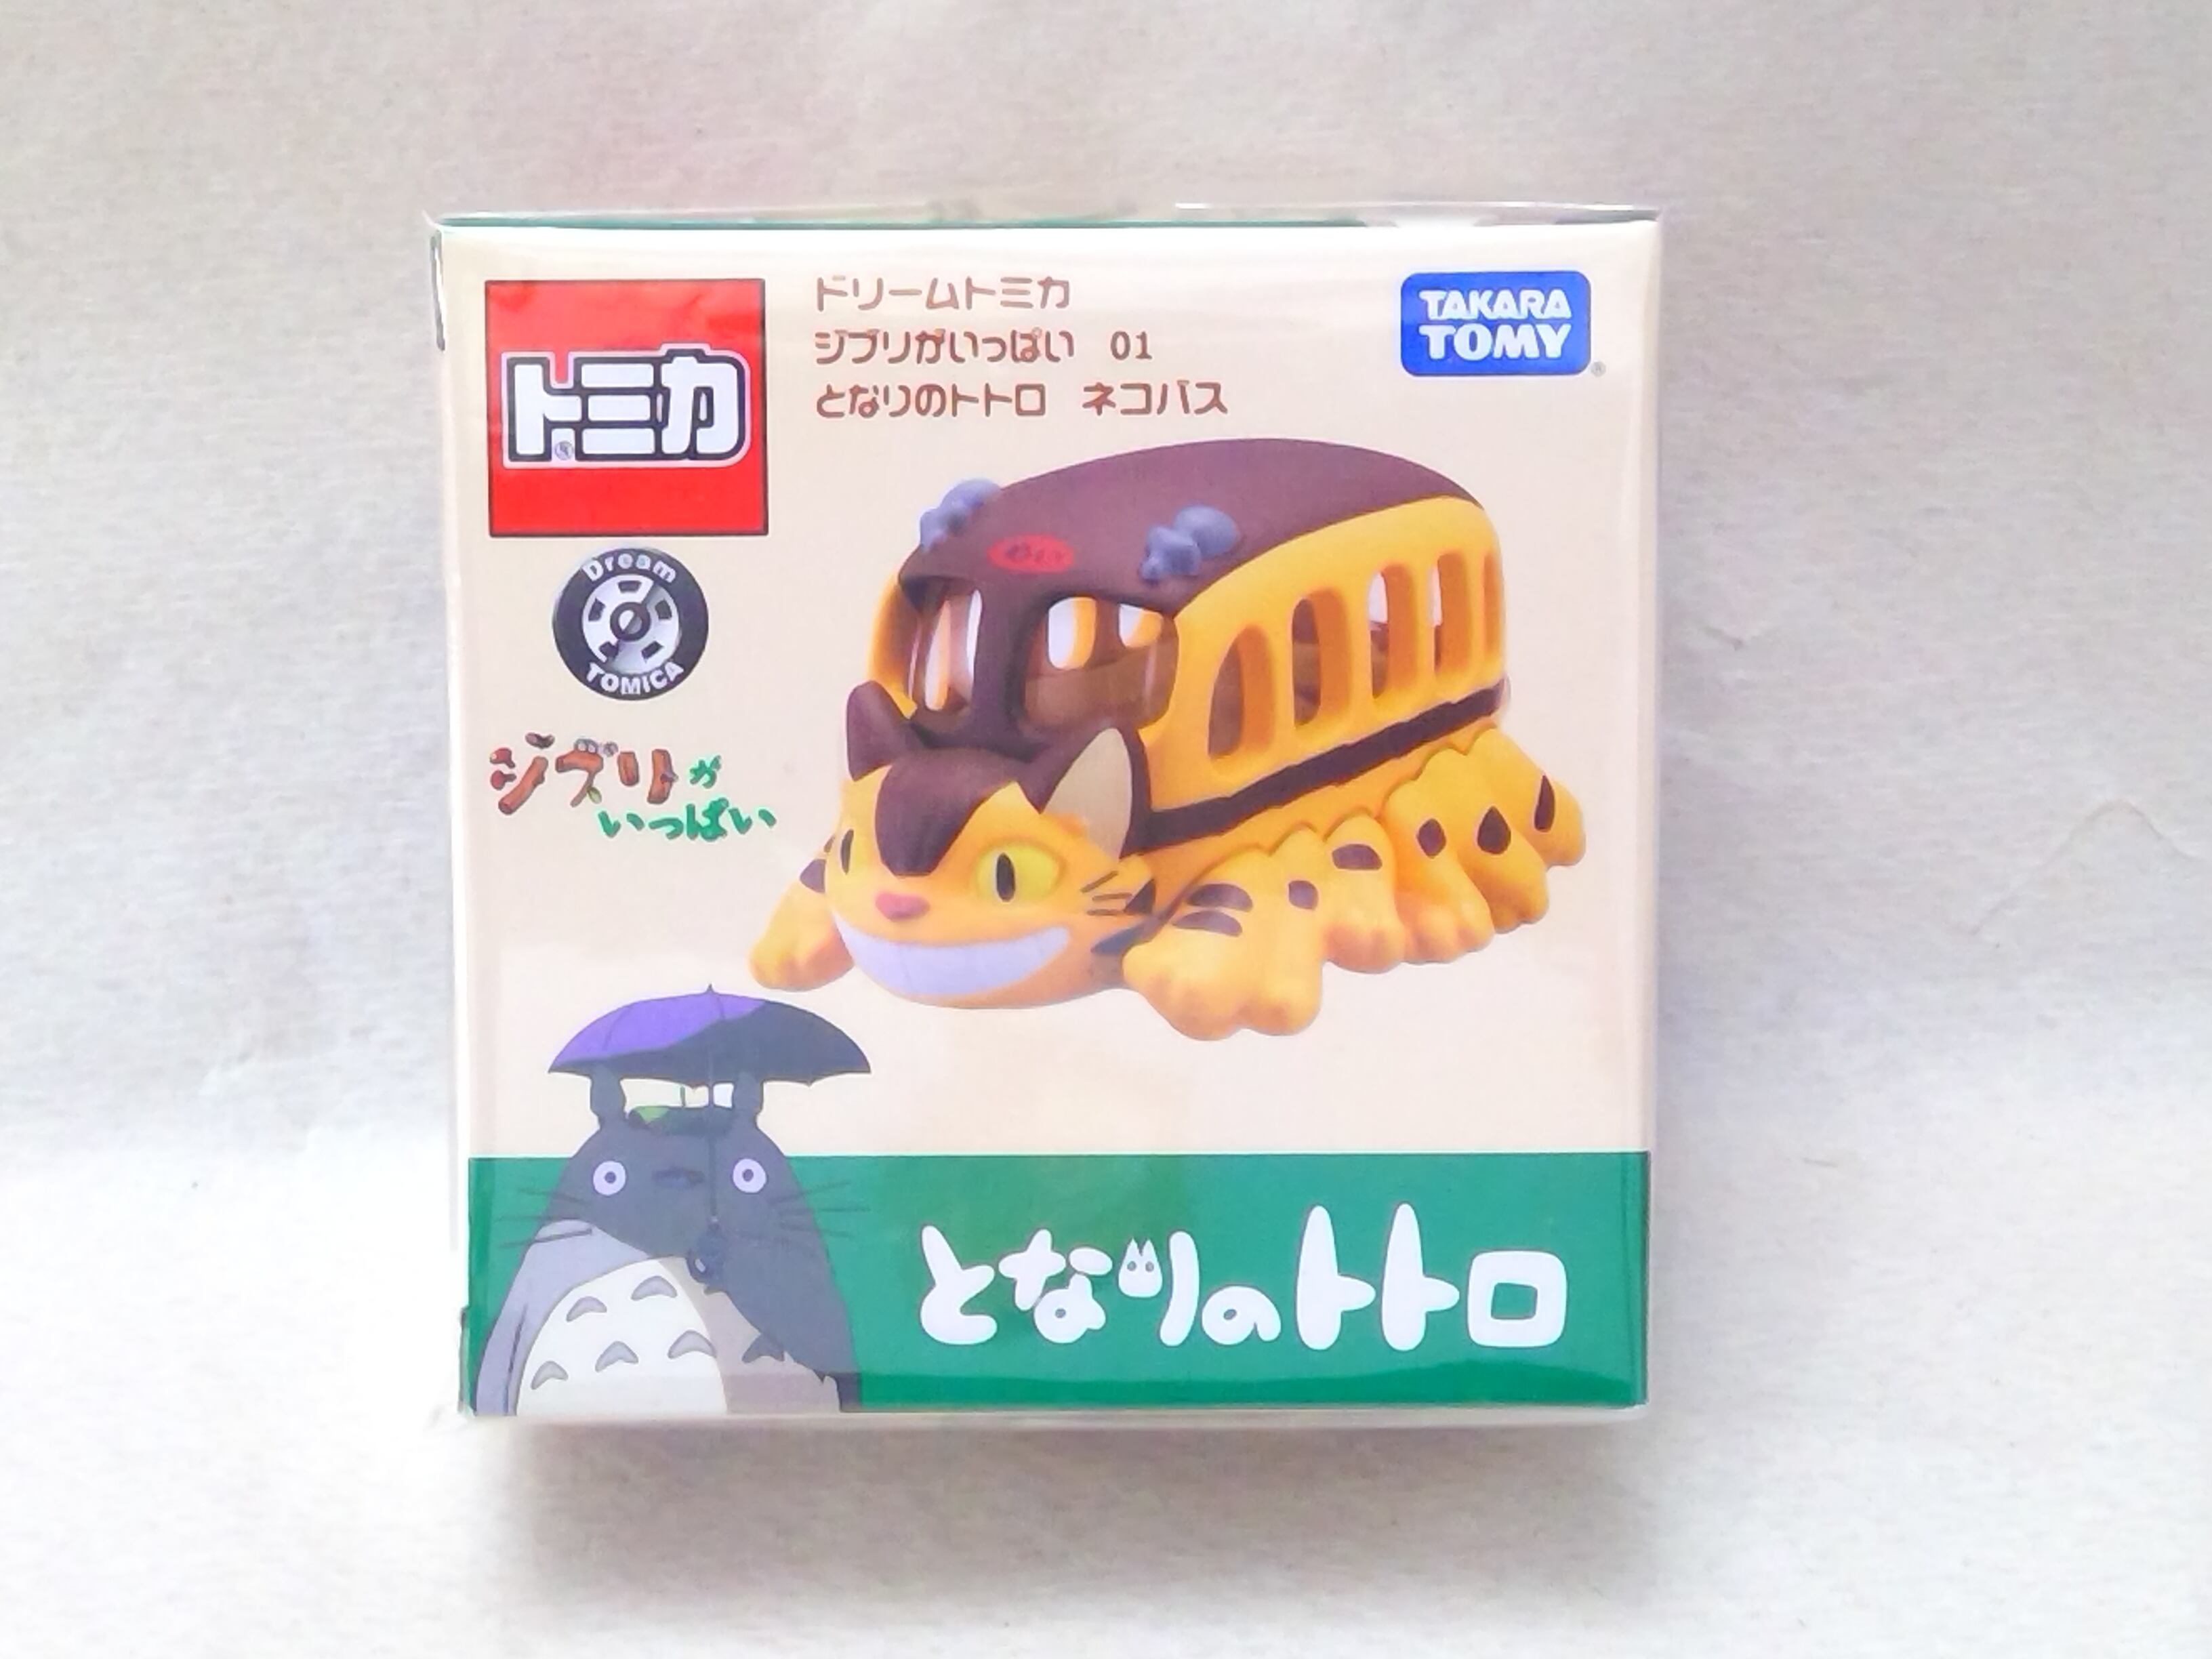 トミカ
ドリームトミカ
ジブリがいっぱい 01
となりのトトロ ネコバス
TAKARA
TOMY
Dream
TOMICA
ジブリが
いっぱい
となりのトトロ